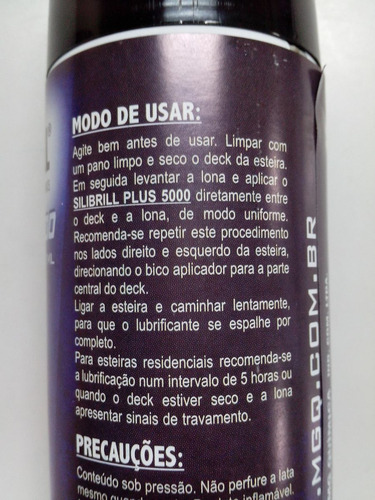 MODO DE USAR:
Agite bem antes de usar. Limpar com
um pano limpo e seco o deck da esteira.
Em seguida levantar a lona e aplicar o
SILIBRILL PLUS 5000 diretamente entre
o deck e a lona, de modo uniforme.
Recomenda-se repetir este procedimento
nos lados direito e esquerdo da esteira,
direcionando o bico aplicador para a parte
central do deck.
Ligar a esteira e caminhar lentamente,
para que o lubrificante se espalhe por
completo.
Para esteiras residenciais recomenda-se
a lubrificação num intervalo de 5 horas ou
quando o deck estiver seco e a lona
apresentar sinais de travamento.
PRECAUÇÕES:
Conteúdo sob pressão. Não perfure a lata
mesmo
inflamável.
MGQ.COM.BR